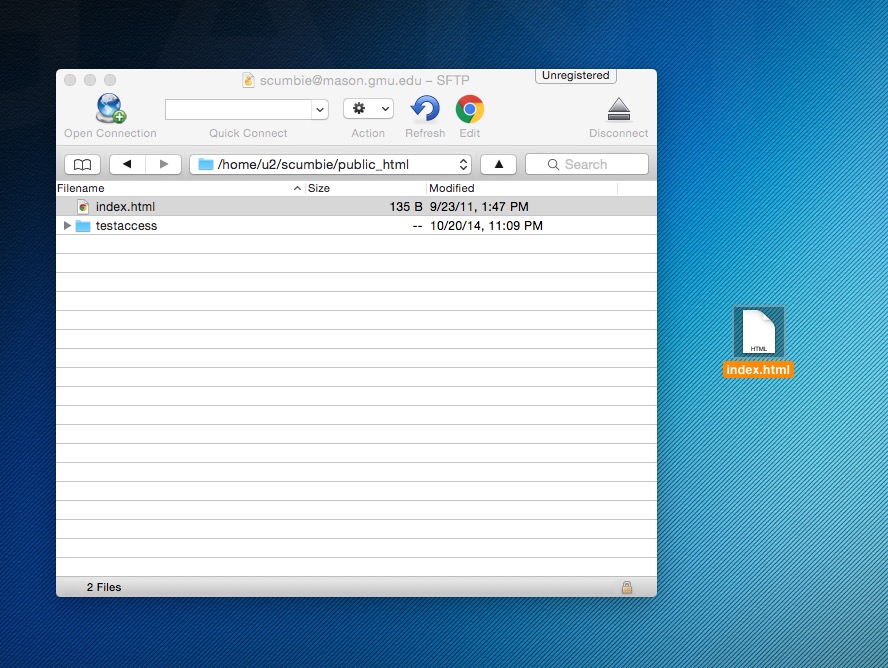 scumbie@mason.gmu.edu – SFTP
Unregistered
Open Connection
Quick Connect
Action
Refresh
Edit
Disconnect
/home/u2/scumbie/public_html
Search
Filename Size Modified
index.html 135 B 9/23/11, 1:47 PM
testaccess -- 10/20/14, 11:09 PM
HTML
index.html
2 Files